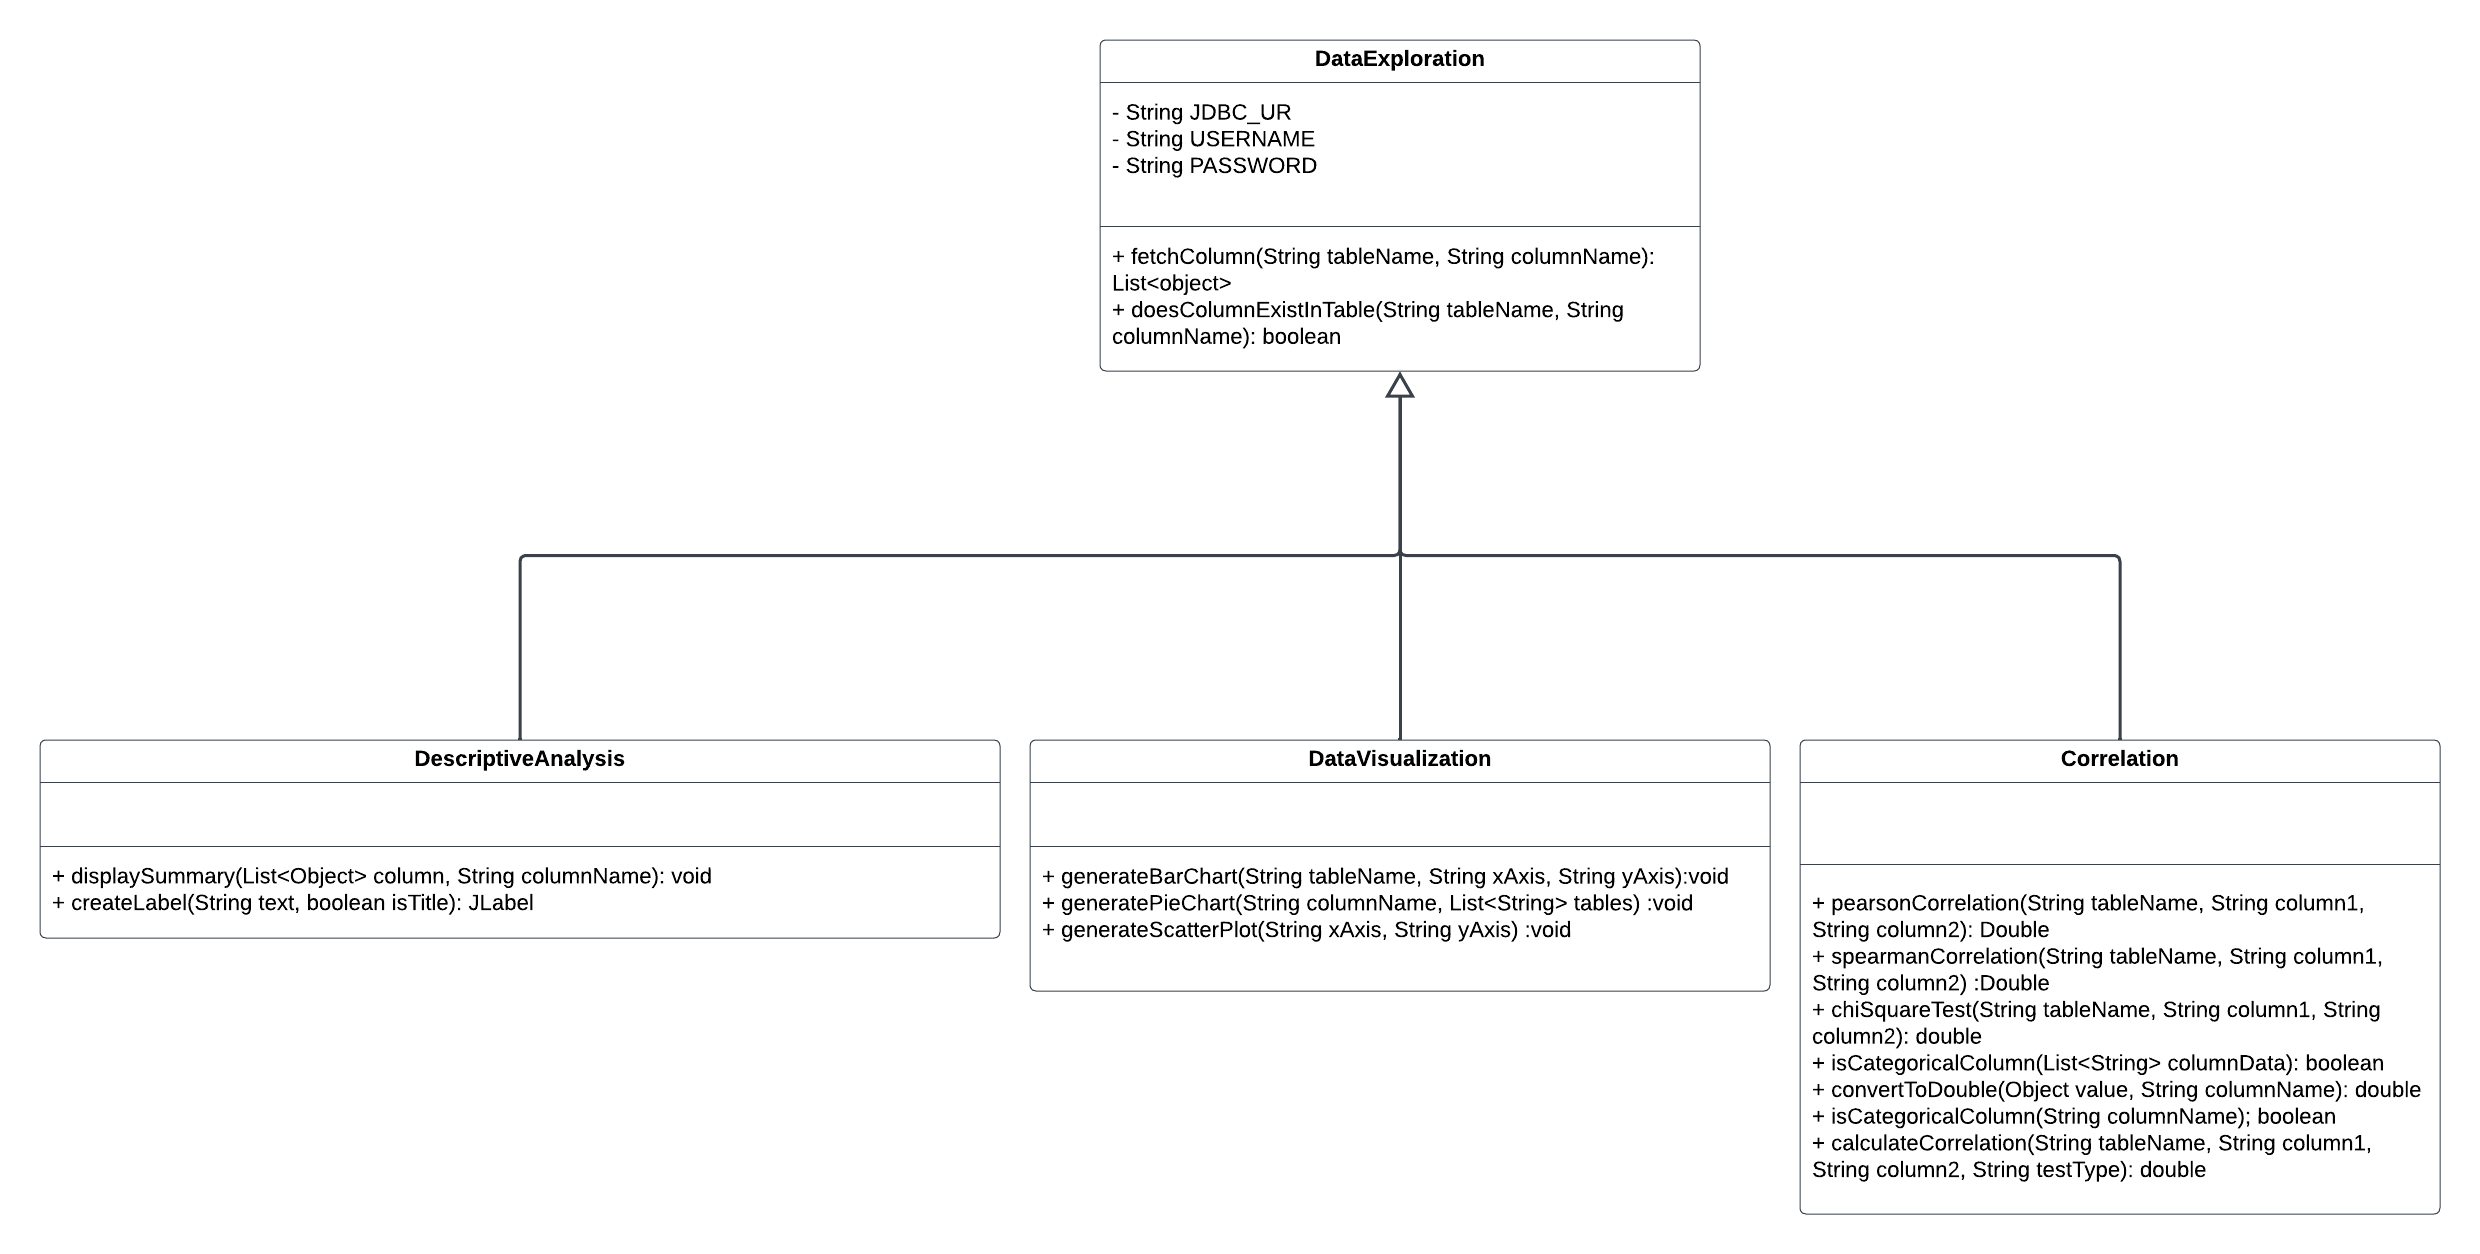 DataExploration
- String JDBC_UR
- String USERNAME
- String PASSWORD
+ fetchColumn(String tableName, String columnName):
List<object>
+ doesColumnExistInTable(String tableName, String
columnName): boolean
DescriptiveAnalysis
+ displaySummary(List<Object> column, String columnName): void
+ createLabel(String text, boolean isTitle): JLabel
DataVisualization
+ generateBarChart(String tableName, String xAxis, String yAxis):void
+ generatePieChart(String columnName, List<String> tables) :void
+ generateScatterPlot(String xAxis, String yAxis) :void
Correlation
+ pearsonCorrelation(String tableName, String column1,
String column2): Double
+ spearmanCorrelation(String tableName, String column1,
String column2) :Double
+ chiSquareTest(String tableName, String column1, String
column2): double
+ isCategoricalColumn(List<String> columnData): boolean
+ convertToDouble(Object value, String columnName): double
+ isCategoricalColumn(String columnName); boolean
+ calculateCorrelation(String tableName, String column1,
String column2, String testType): double